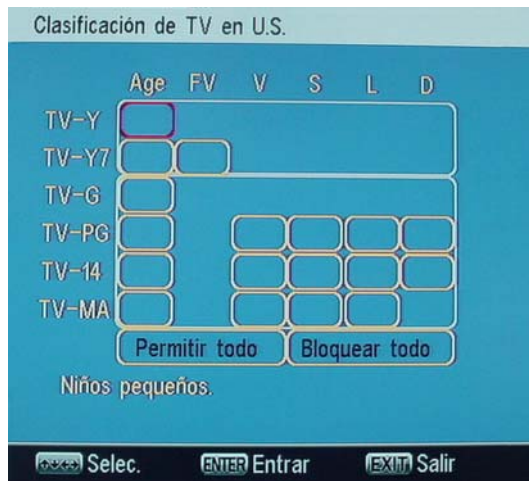 Clasificación de TV en U.S.
Age FV V S L D
TV-Y
TV-Y7
TV-G
TV-PG
TV-14
TV-MA
Permitir todo Bloquear todo
Niños pequeños.
Selec. ENTER Entrar EXIT Salir